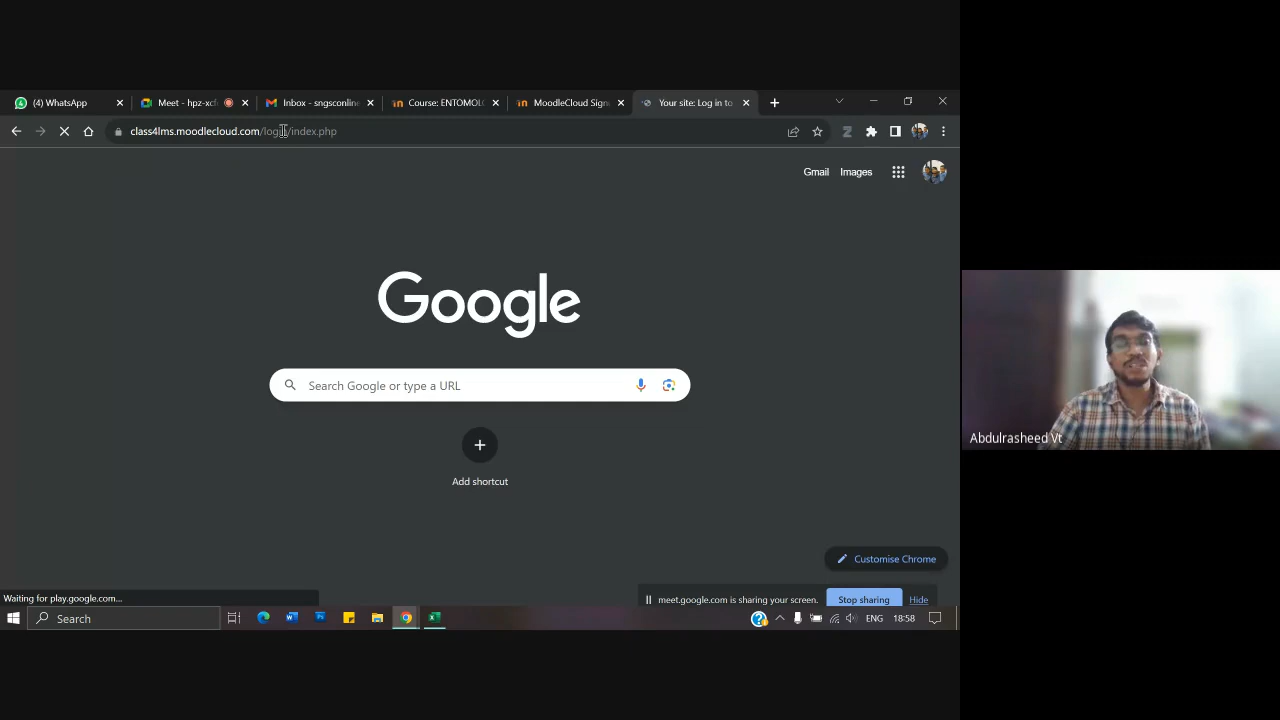 (4) WhatsApp
Meet - hpz-xcf
Inbox - sngsconline
Course: ENTOMOL
MoodleCloud Sign
Your site: Log in to
class4lms.moodlecloud.com/login/index.php
Gmail
Images
Google
Search Google or type a URL
Add shortcut
Customise Chrome
Waiting for play.google.com...
meet.google.com is sharing your screen.
Stop sharing
Hide
Search
ENG
18:58
Abdulrasheed Vt